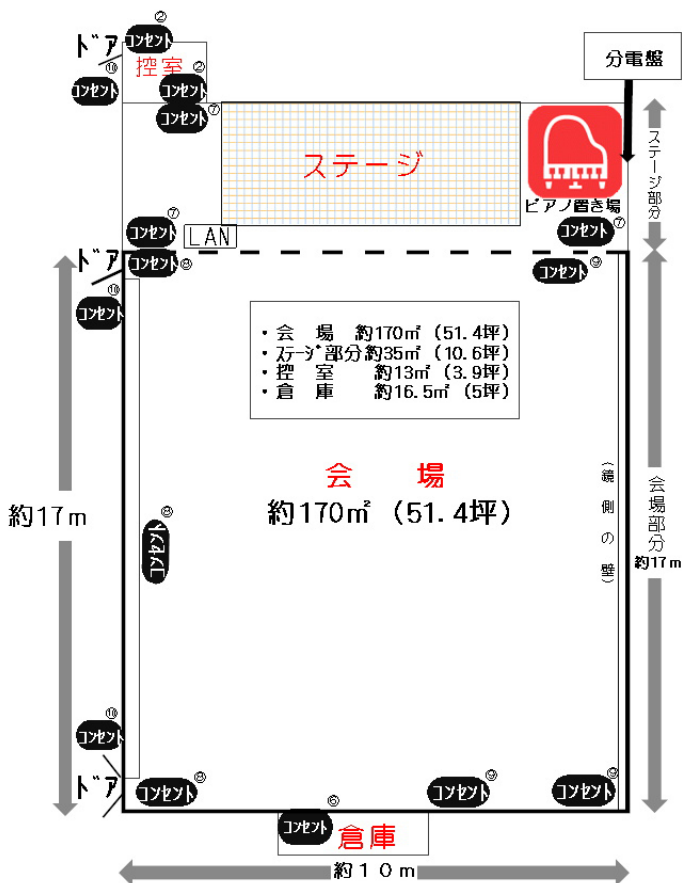 ②
ドア
コンセント
分電盤
控室
⑩
コンセント
②
コンセント
⑦
コンセント
ステージ
ステージ部分
ピアノ置き場
⑦
コンセント
LAN
⑦
コンセント
ドア
コンセント
⑧
⑨
コンセント
⑩
コンセント
・会　場　約170㎡（51.4坪）
・ステージ部分約35㎡（10.6坪）
・控　室　　約13㎡（3.9坪）
・倉　庫　　約16.5㎡（5坪）
会　場
約170㎡（51.4坪）
（鏡側の壁）
会場部分
約17m
約17m
⑧
コンセント
⑩
コンセント
ドア
⑧
コンセント
⑨
コンセント
⑨
コンセント
⑥
コンセント
倉庫
約10m